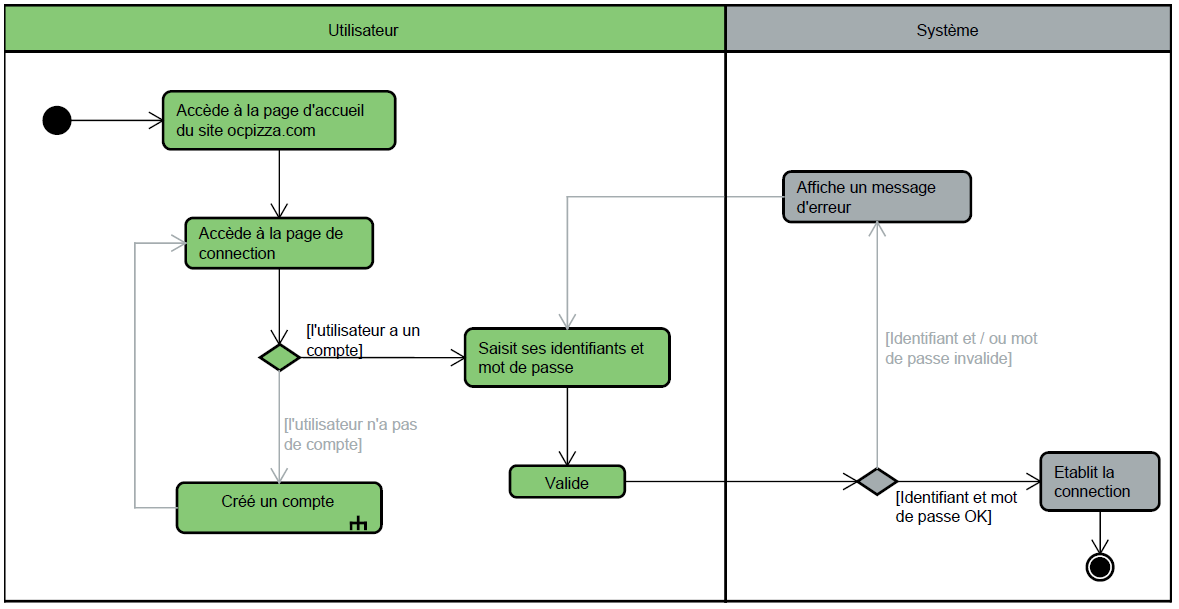 Utilisateur
Système
Accède à la page d'accueil
du site ocpizza.com
Accède à la page de
connection
[l'utilisateur a un
compte]
[l'utilisateur n'a pas
de compte]
Créé un compte
Saisit ses identifiants et
mot de passe
Valide
Affiche un message
d'erreur
[Identifiant et / ou mot
de passe invalide]
[Identifiant et mot
de passe OK]
Etablit la
connection